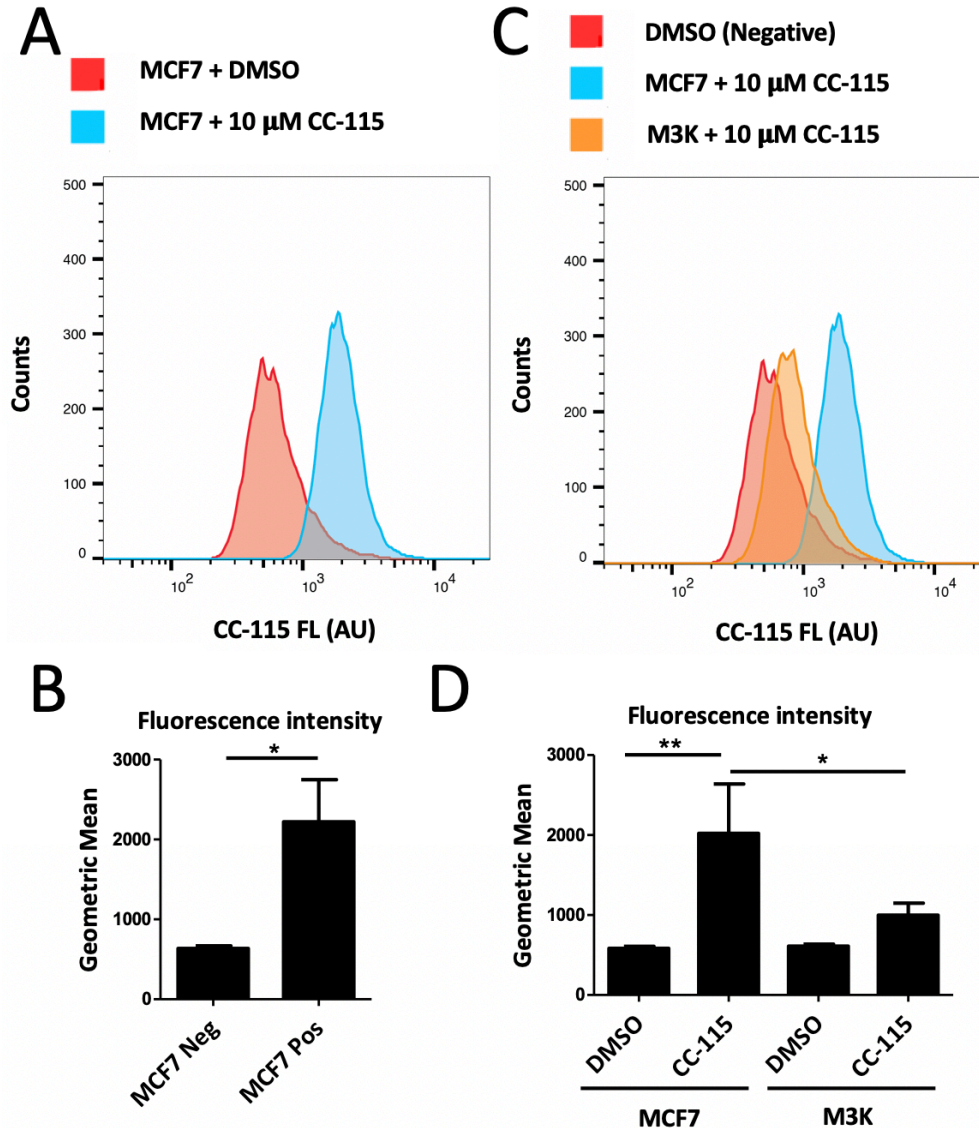 A
MCF7 + DMSO
MCF7 + 10 μM CC-115
500
400
300
200
100
0
Counts
10²
10³
10⁴
CC-115 FL (AU)
C
DMSO (Negative)
MCF7 + 10 μM CC-115
M3K + 10 μM CC-115
500
400
300
200
100
0
Counts
10²
10³
10⁴
CC-115 FL (AU)
B
Fluorescence intensity
*
3000
2000
1000
0
Geometric Mean
MCF7 Neg
MCF7 Pos
D
Fluorescence intensity
**
*
3000
2000
1000
0
Geometric Mean
DMSO
CC-115
DMSO
CC-115
MCF7
M3K